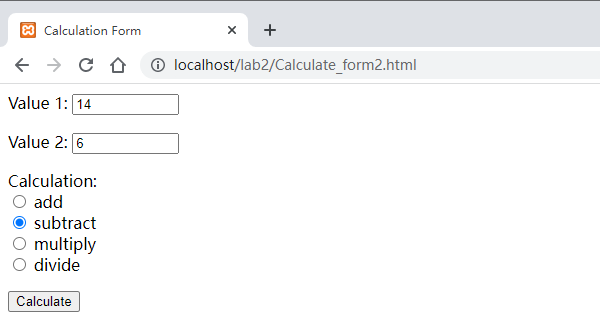 Calculation Form
localhost/lab2/Calculate_form2.html
Value 1: 14
Value 2: 6
Calculation:
add
subtract
multiply
divide
Calculate